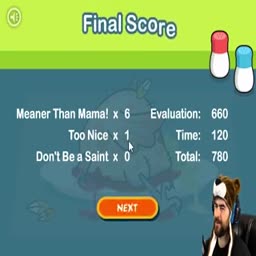 Final Score
Meaner Than Mama! x 6 Evaluation: 660
Too Nice x 1 Time: 120
Don't Be a Saint x 0 Total: 780
NEXT